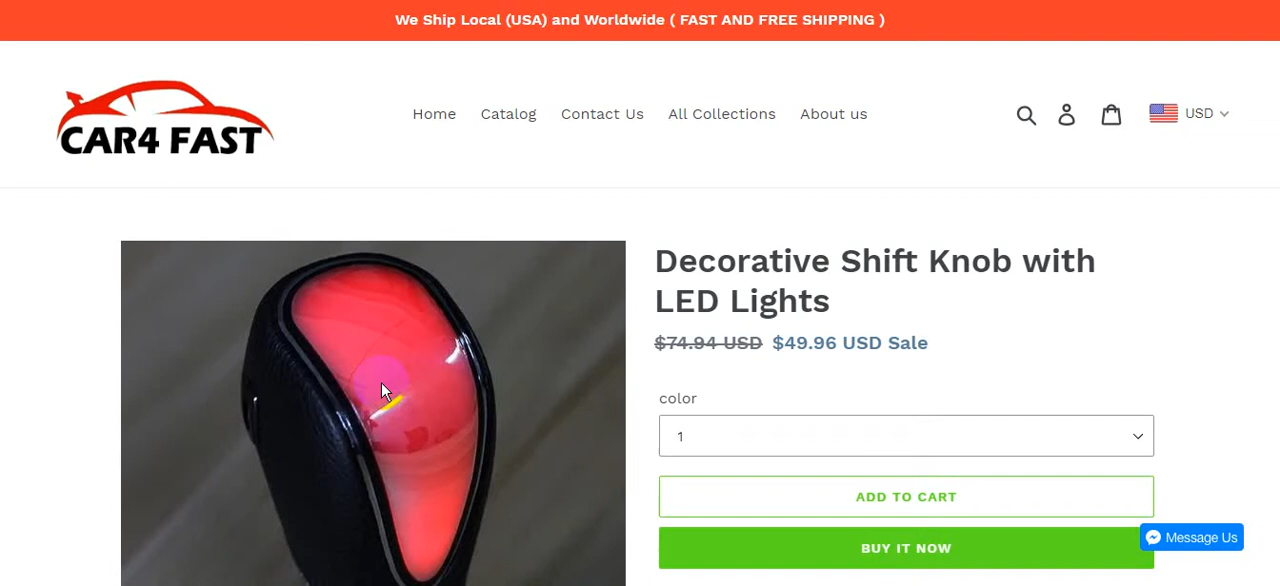 We Ship Local (USA) and Worldwide ( FAST AND FREE SHIPPING )
CAR4 FAST
Home Catalog Contact Us All Collections About us
USD
Decorative Shift Knob with
LED Lights
$74.94 USD $49.96 USD Sale
color
1
ADD TO CART
BUY IT NOW
Message Us